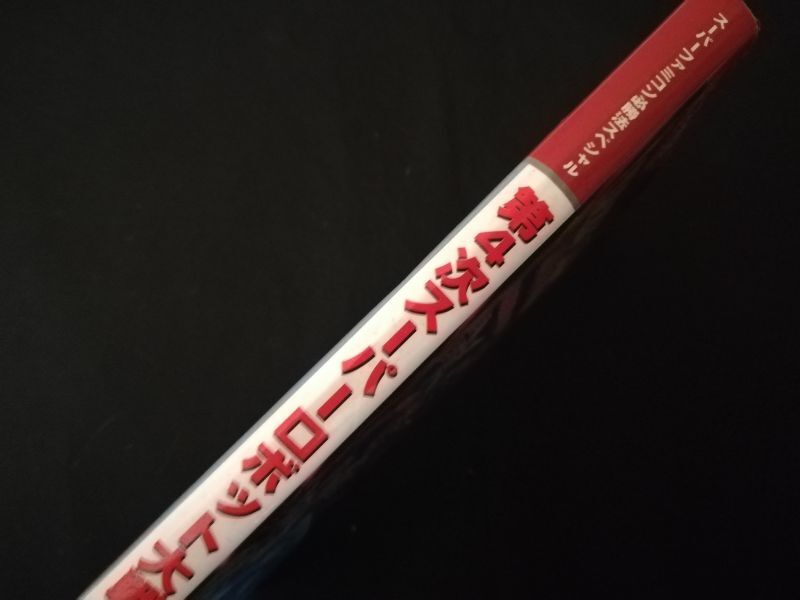 スーパーファミコン必勝法スペシャル
第4次スーパーロボット大戦